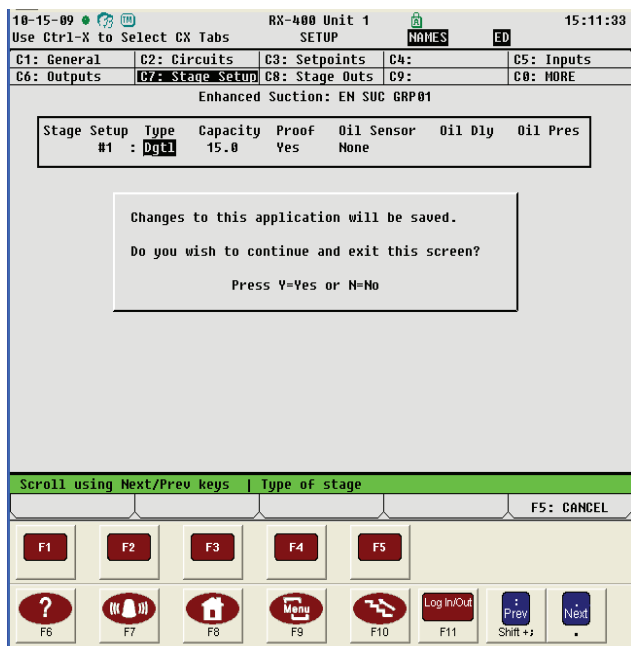 10-15-09 RX-400 Unit 1 15:11:33
Use Ctrl-X to Select CX Tabs SETUP NAMES ED
C1: General C2: Circuits C3: Setpoints C4: C5: Inputs
C6: Outputs C7: Stage Setup C8: Stage Outs C9: C0: MORE
Enhanced Suction: EN SUC GRP01
Stage Setup Type Capacity Proof Oil Sensor Oil Dly Oil Pres
#1 : Dgtl 15.0 Yes None
Changes to this application will be saved.
Do you wish to continue and exit this screen?
Press Y=Yes or N=No
Scroll using Next/Prev keys | Type of stage
F5: CANCEL
F1 F2 F3 F4 F5
? Menu Log In/Out : Prev Next
F6 F7 F8 F9 F10 F11 Shift +; .